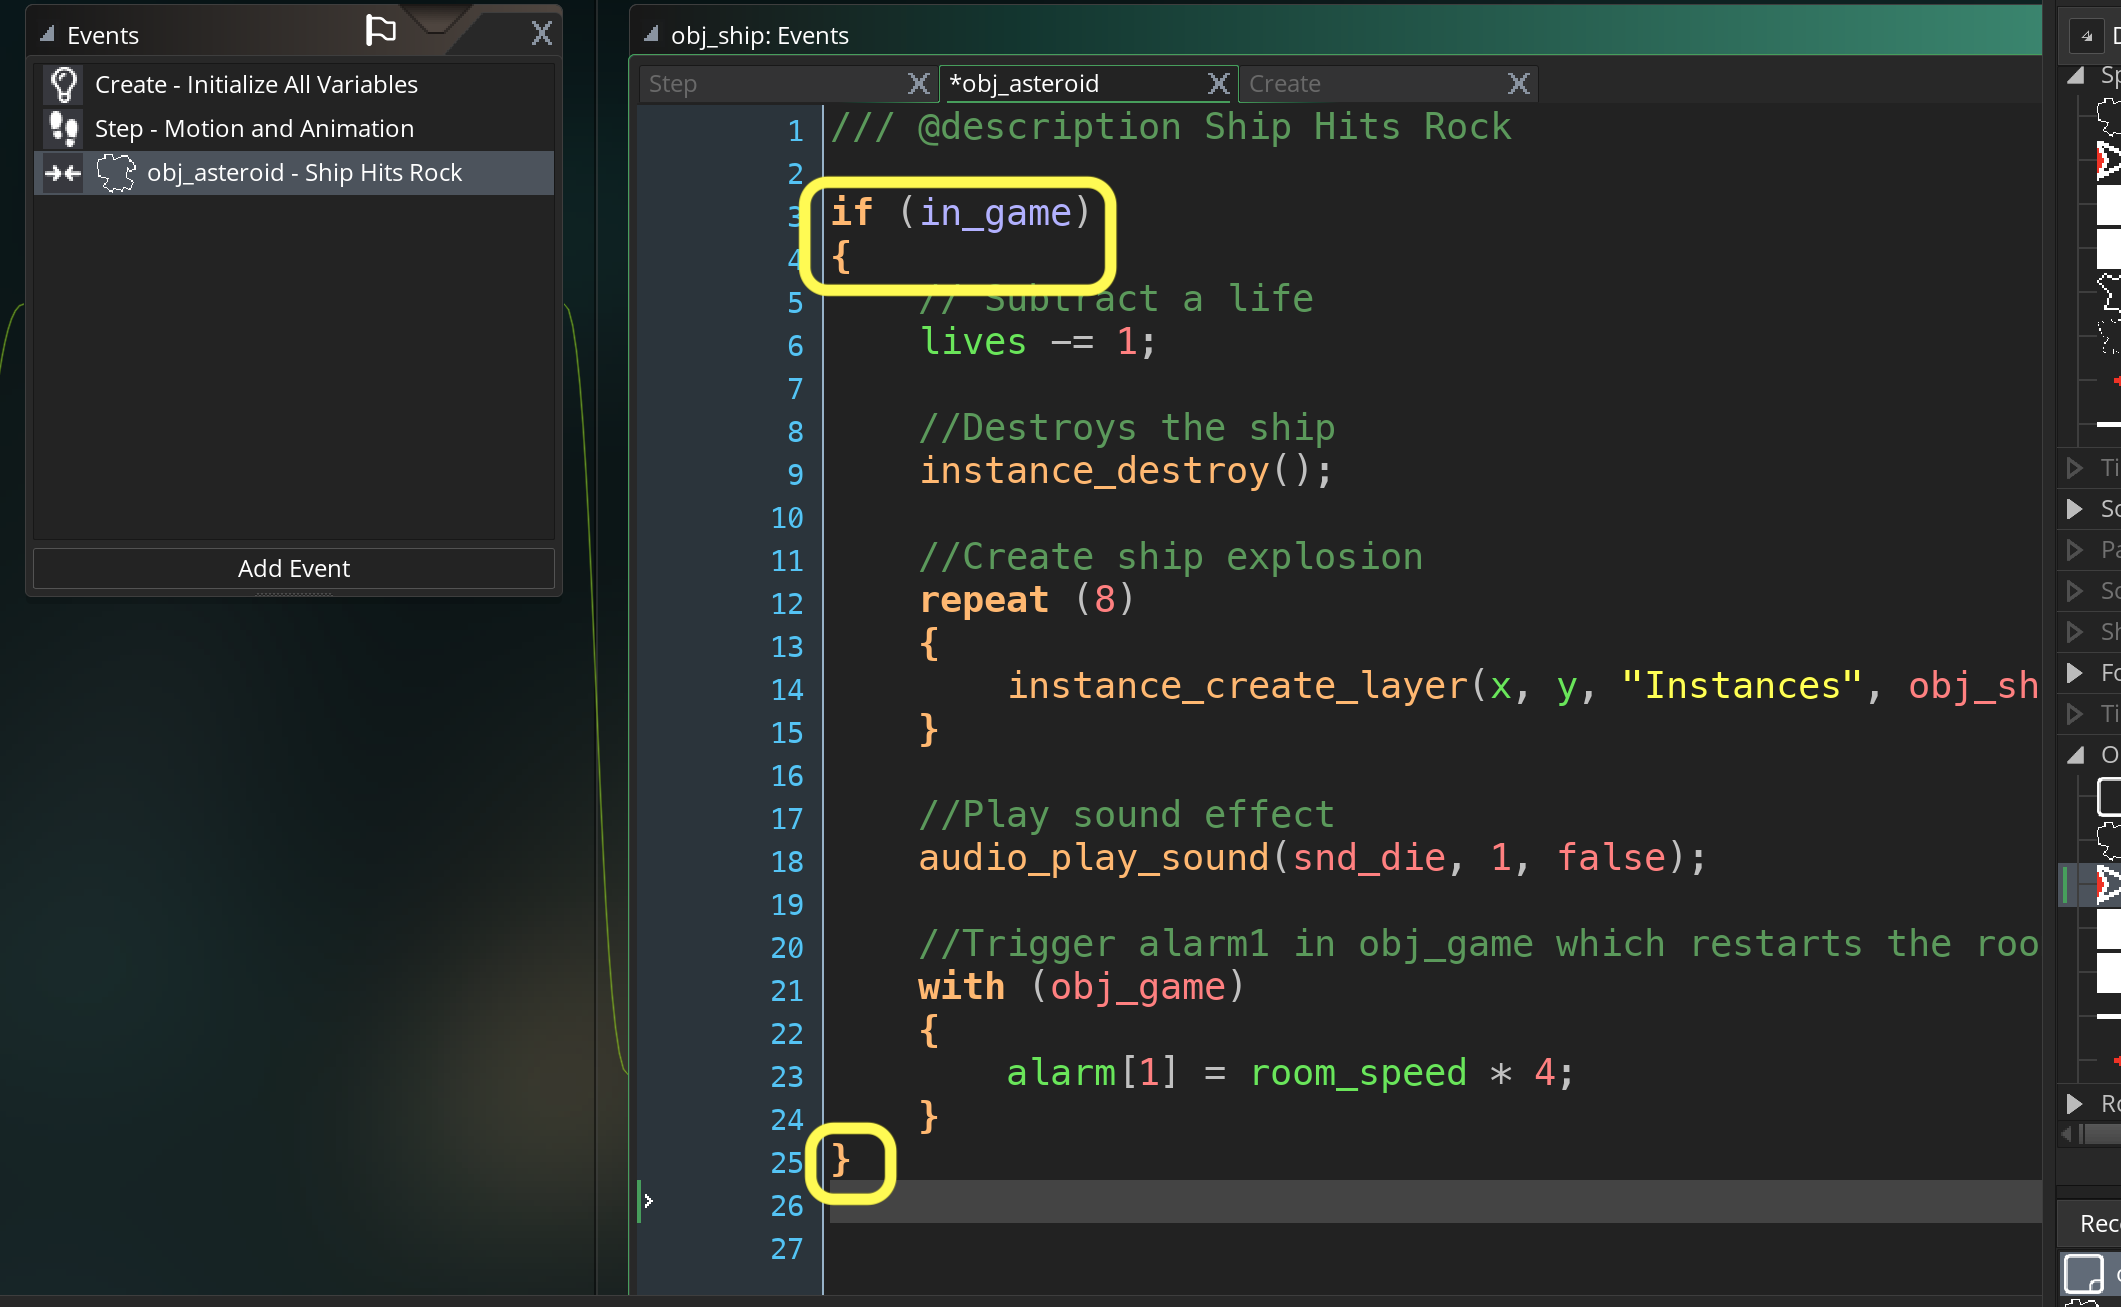 Events
Create - Initialize All Variables
Step - Motion and Animation
obj_asteroid - Ship Hits Rock
Add Event
obj_ship: Events
Step
*obj_asteroid
Create
1 /// @description Ship Hits Rock
2
3 if (in_game)
4 {
5 // Subtract a life
6 lives -= 1;
7
8 //Destroys the ship
9 instance_destroy();
10
11 //Create ship explosion
12 repeat (8)
13 {
14 instance_create_layer(x, y, "Instances", obj_sh
15 }
16
17 //Play sound effect
18 audio_play_sound(snd_die, 1, false);
19
20 //Trigger alarm1 in obj_game which restarts the roo
21 with (obj_game)
22 {
23 alarm[1] = room_speed * 4;
24 }
25 }
26
27
Sp
Ti
So
Pa
Sc
Sh
Fo
Ti
O
Ro
Rec